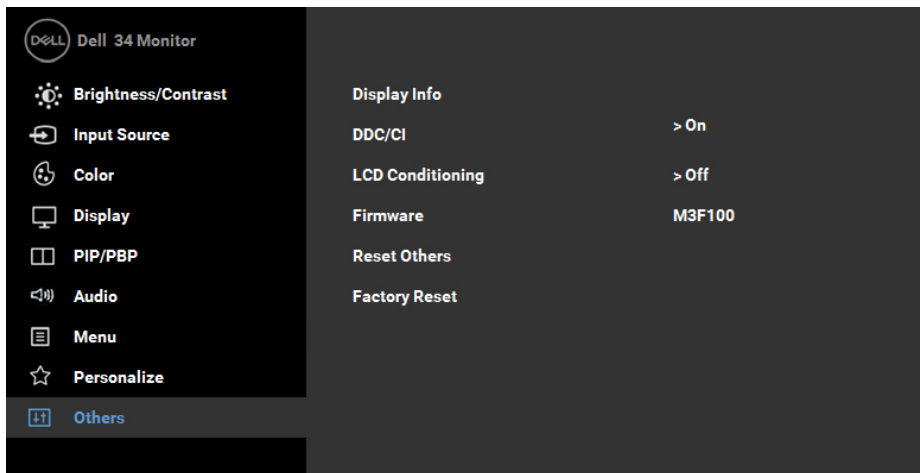 DELL Dell 34 Monitor
Brightness/Contrast
Input Source
Color
Display
PIP/PBP
Audio
Menu
Personalize
Others
Display Info
DDC/CI > On
LCD Conditioning > Off
Firmware M3F100
Reset Others
Factory Reset